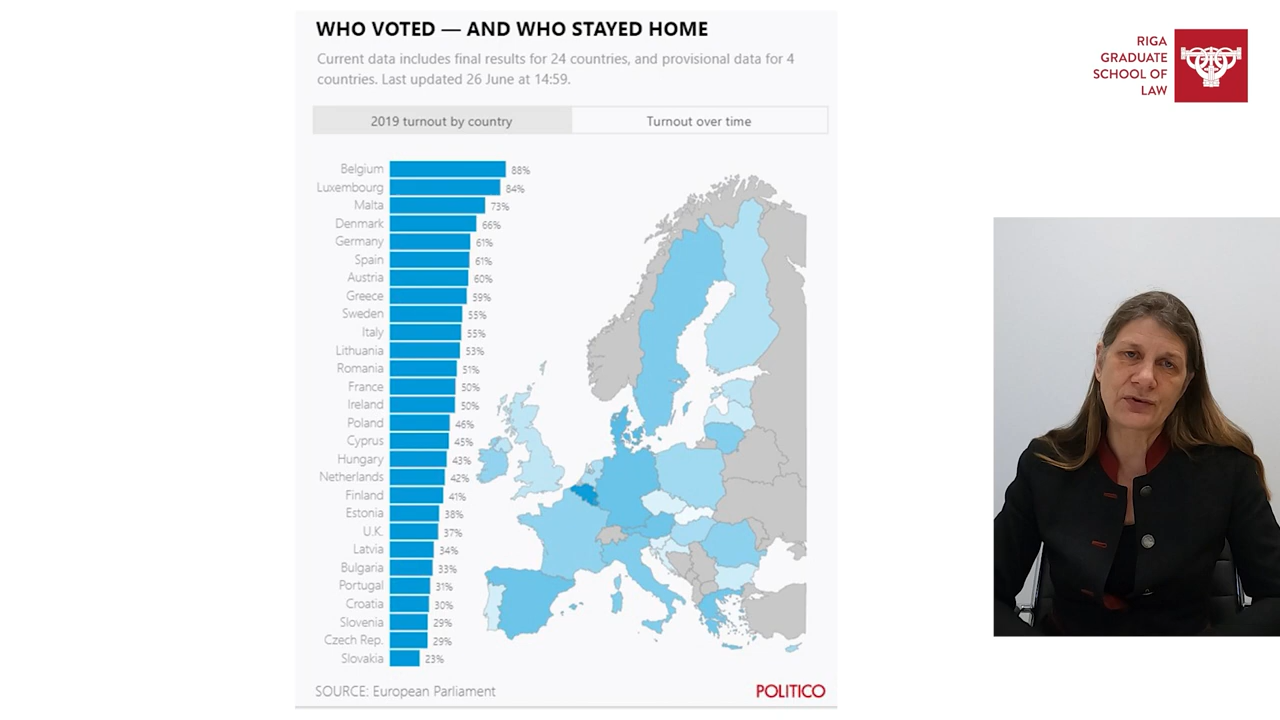 WHO VOTED — AND WHO STAYED HOME
Current data includes final results for 24 countries, and provisional data for 4
countries. Last updated 26 June at 14:59.
2019 turnout by country
Turnout over time
Belgium 88%
Luxembourg 84%
Malta 73%
Denmark 66%
Germany 61%
Spain 61%
Austria 60%
Greece 59%
Sweden 55%
Italy 55%
Lithuania 53%
Romania 51%
France 50%
Ireland 50%
Poland 46%
Cyprus 45%
Hungary 43%
Netherlands 42%
Finland 41%
Estonia 38%
U.K. 37%
Latvia 34%
Bulgaria 33%
Portugal 31%
Croatia 30%
Slovenia 29%
Czech Rep. 29%
Slovakia 23%
SOURCE: European Parliament
POLITICO
RIGA
GRADUATE
SCHOOL OF
LAW